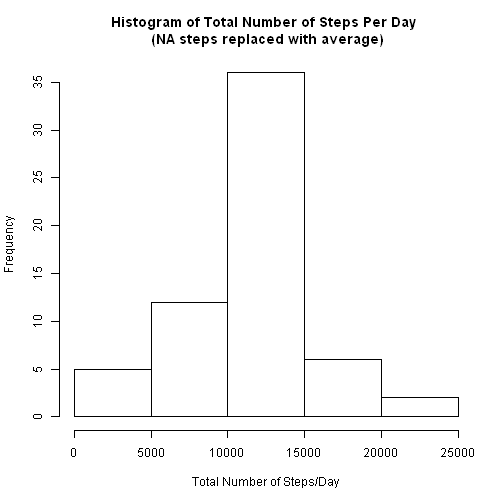 Histogram of Total Number of Steps Per Day
(NA steps replaced with average)
35
30
25
20
15
10
5
0
Frequency
0 5000 10000 15000 20000 25000
Total Number of Steps/Day